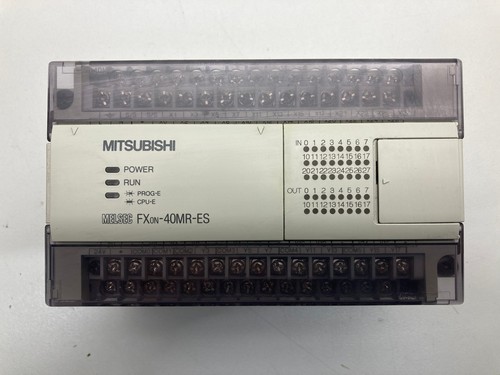 MITSUBISHI
POWER
RUN
PROG-E
CPU-E
MELSEC FX0N-40MR-ES
IN 0 1 2 3 4 5 6 7
10 11 12 13 14 15 16 17
20 21 22 23 24 25 26 27
OUT 0 1 2 3 4 5 6 7
10 11 12 13 14 15 16 17